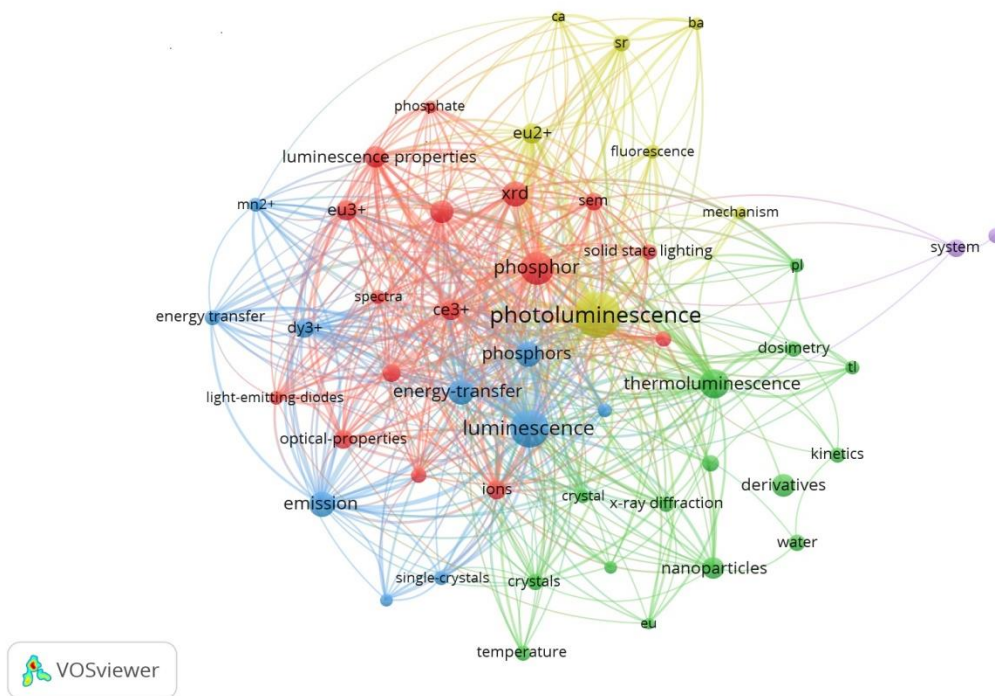 ca
ba
sr
phosphate
eu2+
luminescence properties
fluorescence
xrd
sem
mn2+
eu3+
mechanism
system
solid state lighting
phosphor
pl
spectra
ce3+
photoluminescence
energy transfer
dy3+
phosphors
dosimetry
tl
thermoluminescence
energy-transfer
light-emitting-diodes
luminescence
optical-properties
kinetics
derivatives
ions
crystal
x-ray diffraction
emission
water
nanoparticles
single-crystals
crystals
eu
temperature
VOSviewer